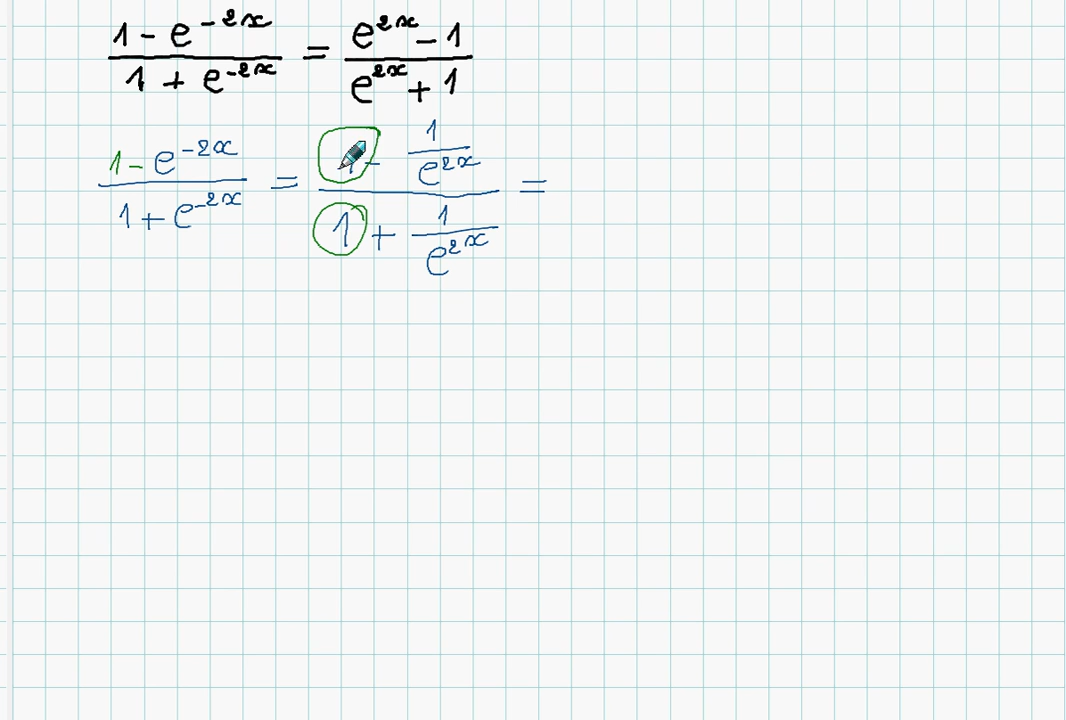 (1 - e^{-2x})/(1 + e^{-2x}) = (e^{2x} - 1)/(e^{2x} + 1)
(1 - e^{-2x})/(1 + e^{-2x}) = (1 - 1/e^{2x})/(1 + 1/e^{2x}) =